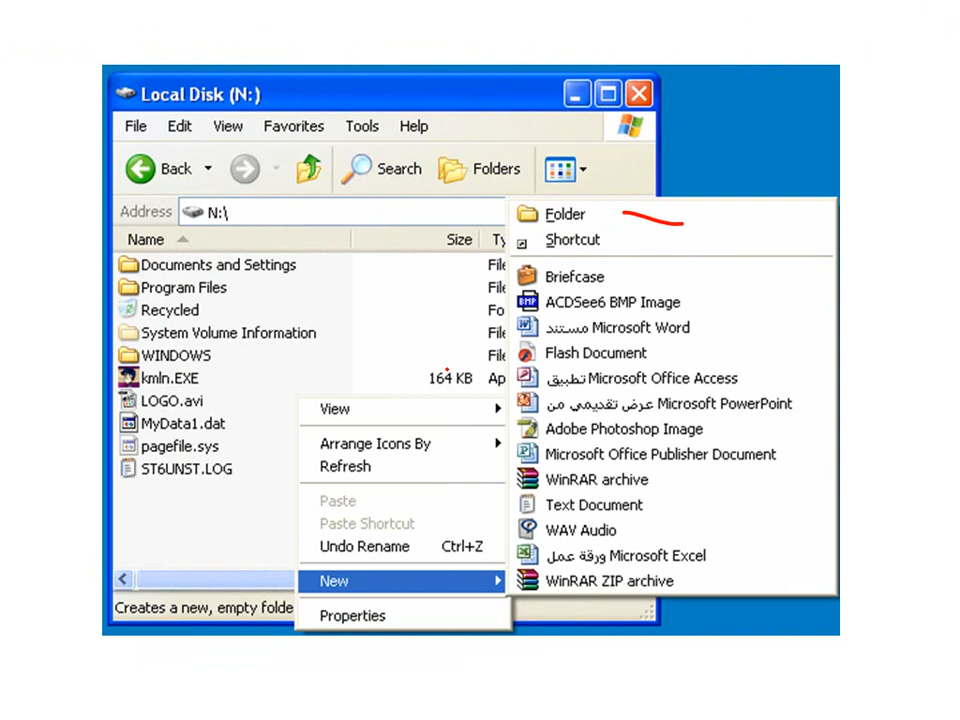 Local Disk (N:)
File Edit View Favorites Tools Help
Back Search Folders
Address N:\
Name Size Ty
Documents and Settings File
Program Files File
Recycled Fo
System Volume Information File
WINDOWS File
kmln.EXE 164 KB Ap
LOGO.avi
MyData1.dat
pagefile.sys
ST6UNST.LOG
Creates a new, empty folde
View
Arrange Icons By
Refresh
Paste
Paste Shortcut
Undo Rename Ctrl+Z
New
Properties
Folder
Shortcut
Briefcase
BMP ACDSee6 BMP Image
مستند Microsoft Word
Flash Document
تطبيق Microsoft Office Access
عرض تقديمي من Microsoft PowerPoint
Adobe Photoshop Image
Microsoft Office Publisher Document
WinRAR archive
Text Document
WAV Audio
ورقة عمل Microsoft Excel
WinRAR ZIP archive